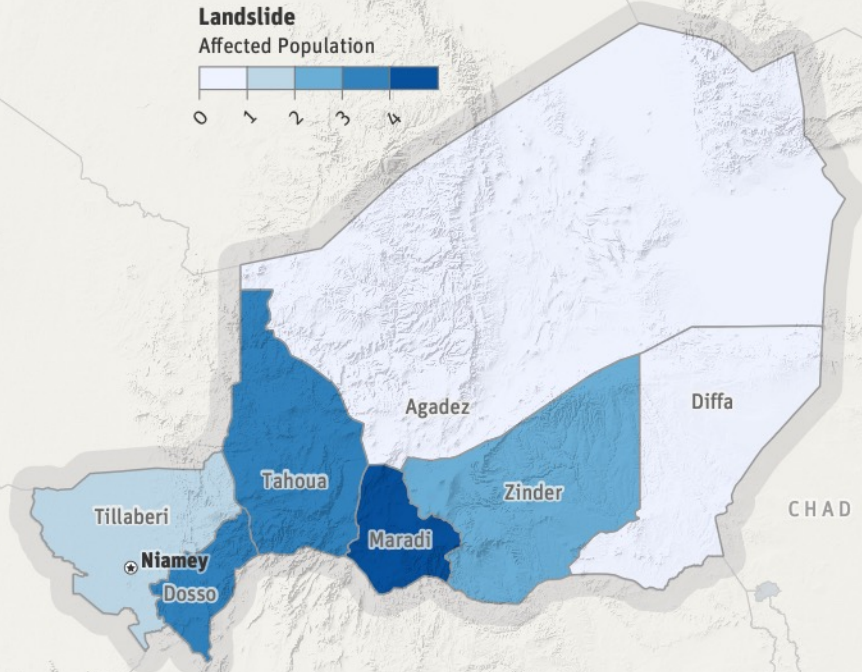 Landslide
Affected Population
0 1 2 3 4
Agadez
Diffa
Tahoua
Zinder
CHAD
Tillaberi
Maradi
Niamey
Dosso